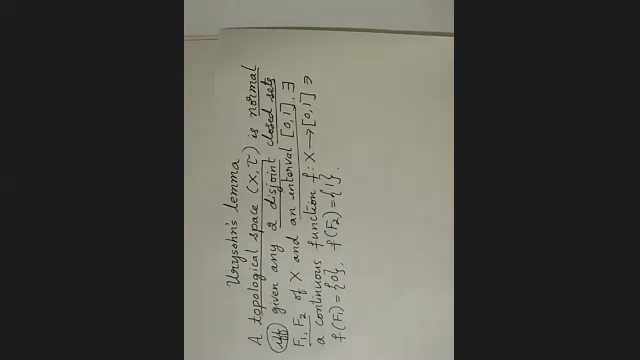 Urysohn's lemma
A topological space (X, τ) is normal
iff given any 2 disjoint closed sets
F₁, F₂ of X and an interval [0,1], ∃
a continuous function f: X → [0,1] ∋
f(F₁) = {0}, f(F₂) = {1}.